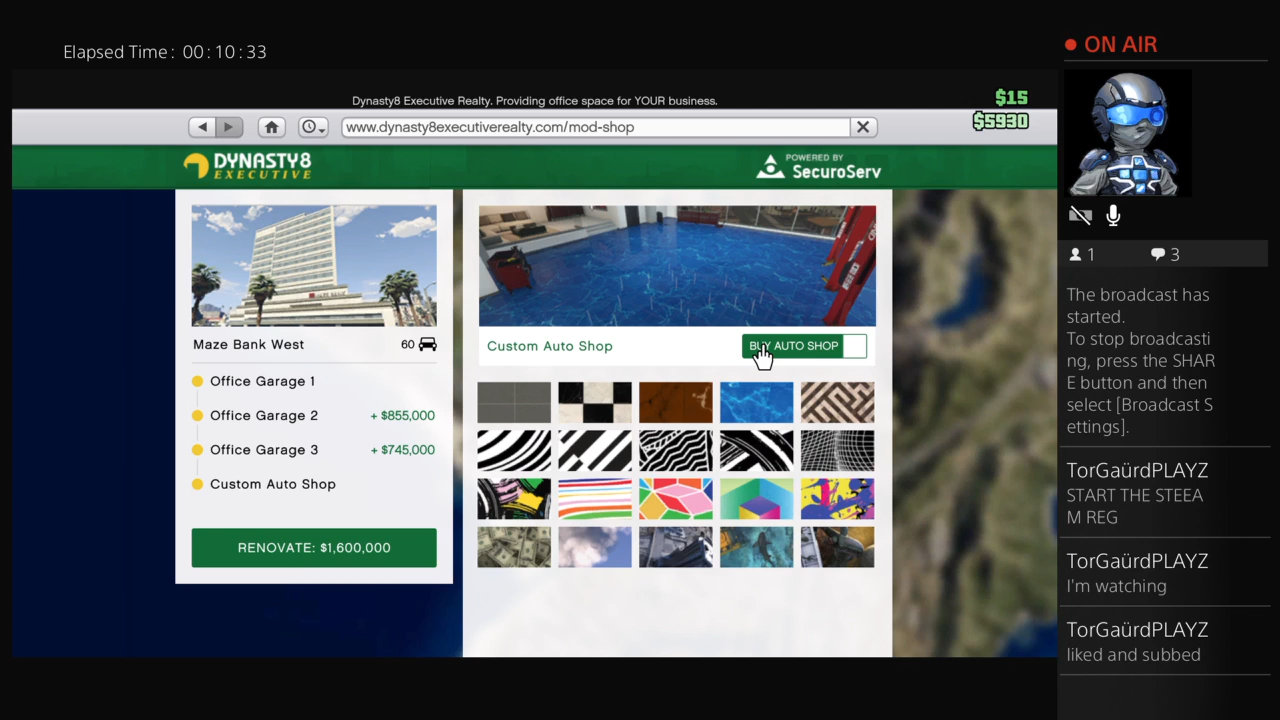 Elapsed Time: 00:10:33
ON AIR
Dynasty8 Executive Realty. Providing office space for YOUR business.
$15
$5930
www.dynasty8executiverealty.com/mod-shop
DYNASTY8
EXECUTIVE
POWERED BY
SecuroServ
Maze Bank West 60
Office Garage 1
Office Garage 2 + $855,000
Office Garage 3 + $745,000
Custom Auto Shop
RENOVATE: $1,600,000
Custom Auto Shop
BUY AUTO SHOP
1 3
The broadcast has
started.
To stop broadcasti
ng, press the SHAR
E button and then
select [Broadcast S
ettings].
TorGaürdPLAYZ
START THE STEEA
M REG
TorGaürdPLAYZ
I'm watching
TorGaürdPLAYZ
liked and subbed